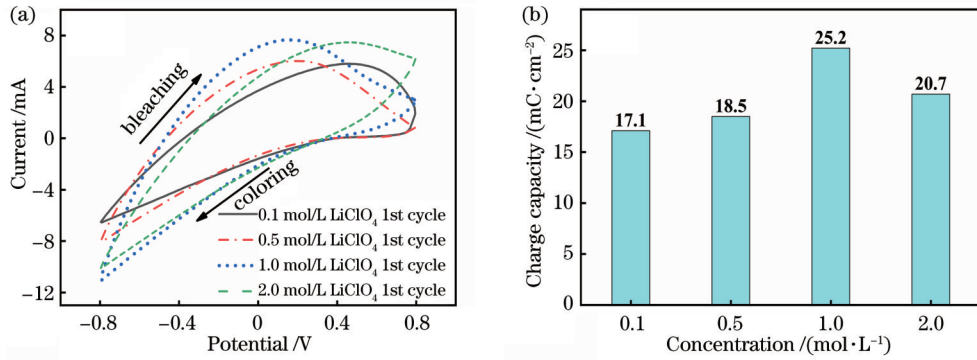 (a)
8
4
0
−4
−8
−12
Current /mA
bleaching
coloring
0.1 mol/L LiClO₄ 1st cycle
0.5 mol/L LiClO₄ 1st cycle
1.0 mol/L LiClO₄ 1st cycle
2.0 mol/L LiClO₄ 1st cycle
−0.8 −0.4 0 0.4 0.8
Potential /V
(b)
25
20
15
10
5
0
Charge capacity /(mC·cm⁻²)
17.1
18.5
25.2
20.7
0.1 0.5 1.0 2.0
Concentration /(mol·L⁻¹)